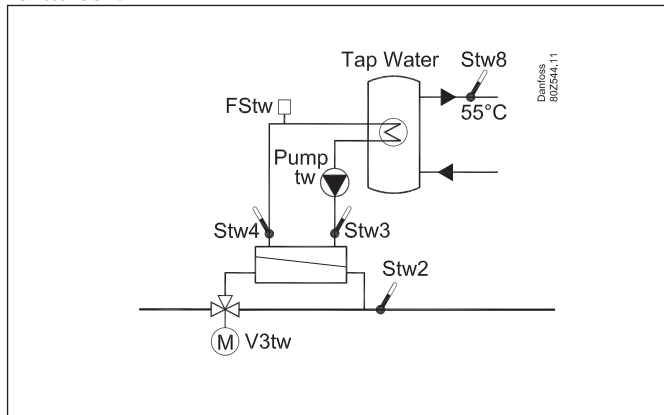 Tap Water
Stw8
Danfoss
80Z544.11
FStw
55°C
Pump
tw
Stw4
Stw3
Stw2
M
V3tw